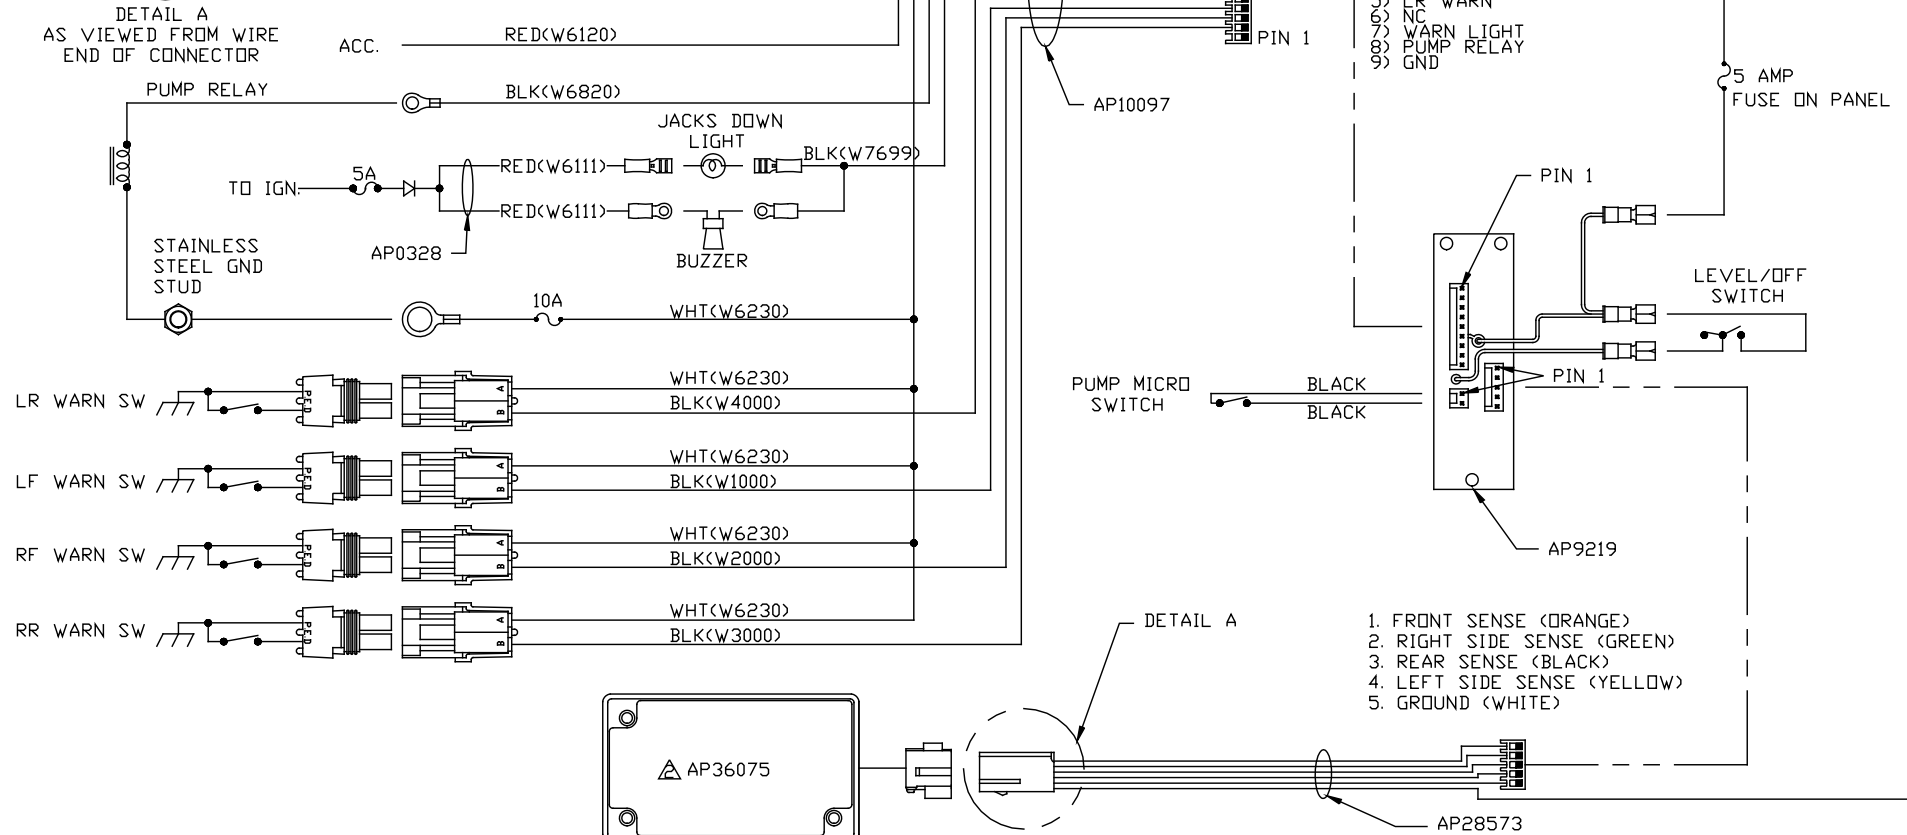 DETAIL A
AS VIEWED FROM WIRE
END OF CONNECTOR
ACC.
RED(W6120)
PIN 1
5) LR WARN
6) NC
7) WARN LIGHT
8) PUMP RELAY
9) GND
5 AMP
FUSE ON PANEL
PUMP RELAY
BLK(W6820)
AP10097
JACKS DOWN
LIGHT
BLK(W7699)
RED(W6111)
5A
TO IGN.
RED(W6111)
AP0328
BUZZER
PIN 1
STAINLESS
STEEL GND
STUD
10A
WHT(W6230)
LEVEL/OFF
SWITCH
LR WARN SW
WHT(W6230)
BLK(W4000)
A
B
PUMP MICRO
SWITCH
BLACK
BLACK
PIN 1
LF WARN SW
WHT(W6230)
BLK(W1000)
A
B
RF WARN SW
WHT(W6230)
BLK(W2000)
A
B
AP9219
RR WARN SW
WHT(W6230)
BLK(W3000)
A
B
DETAIL A
1. FRONT SENSE (ORANGE)
2. RIGHT SIDE SENSE (GREEN)
3. REAR SENSE (BLACK)
4. LEFT SIDE SENSE (YELLOW)
5. GROUND (WHITE)
2 AP36075
AP28573